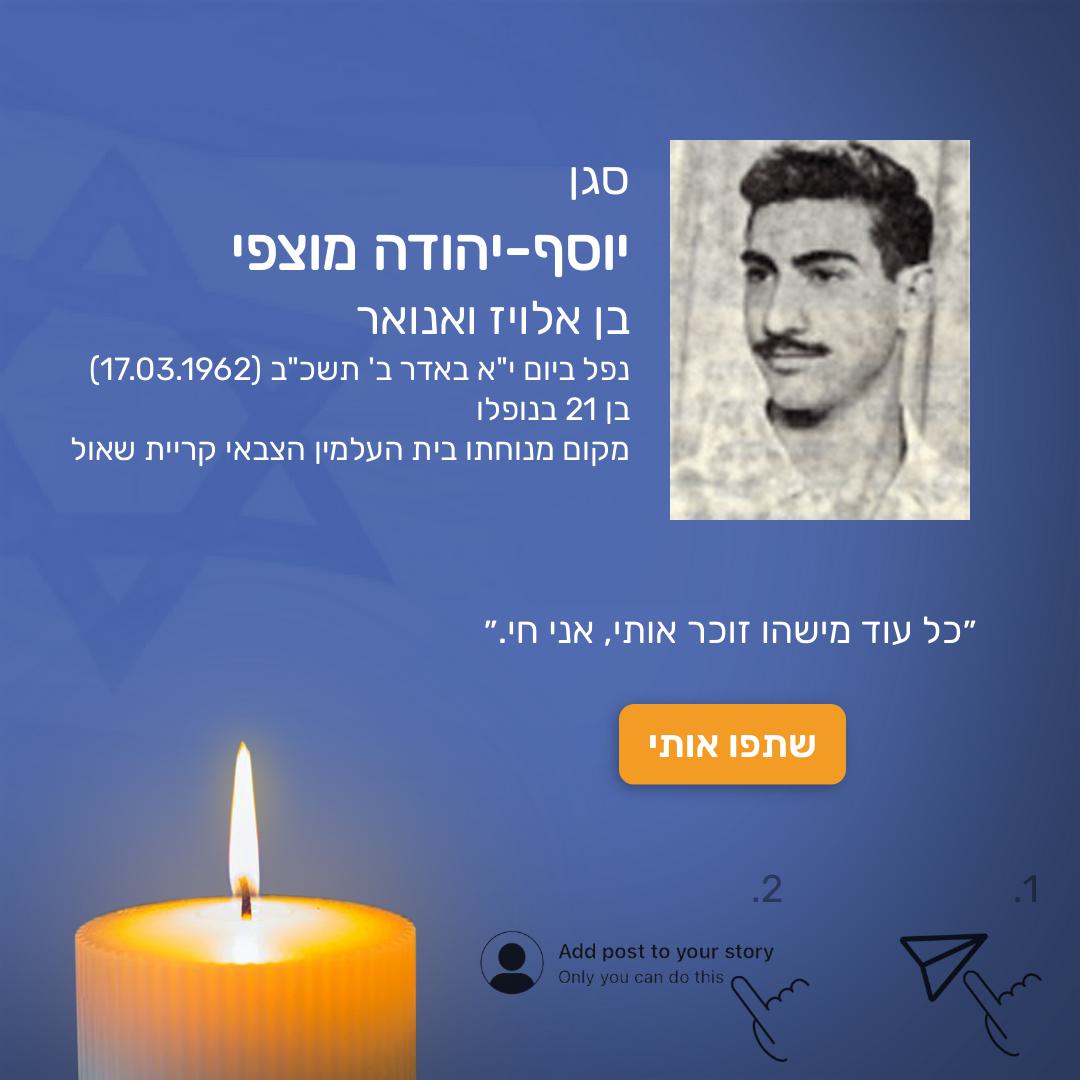 סגן
יוסף-יהודה מוצפי
בן אלויז ואנואר
נפל ביום י"א באדר ב' תשכ"ב (17.03.1962)
בן 21 בנופלו
מקום מנוחתו בית העלמין הצבאי קריית שאול
״כל עוד מישהו זוכר אותי, אני חי.״
שתפו אותי
1.
2.
Add post to your story
Only you can do this